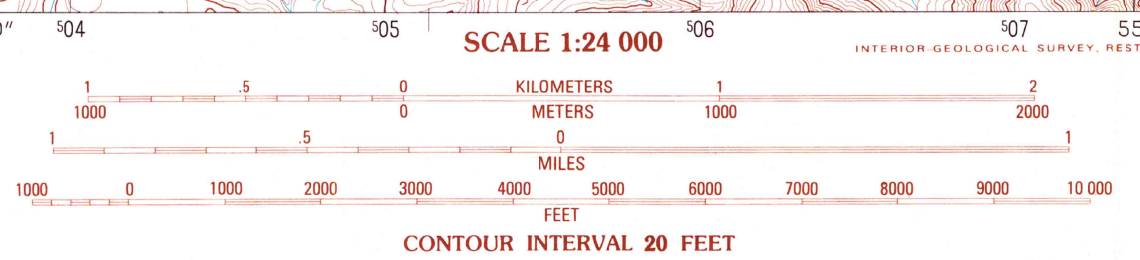 ⁵04 ⁵05 ⁵06 ⁵07
SCALE 1:24 000
INTERIOR–GEOLOGICAL SURVEY, REST
1 .5 0 KILOMETERS 1 2
1000 0 METERS 1000 2000
1 .5 0 1
MILES
1000 0 1000 2000 3000 4000 5000 6000 7000 8000 9000 10 000
FEET
CONTOUR INTERVAL 20 FEET